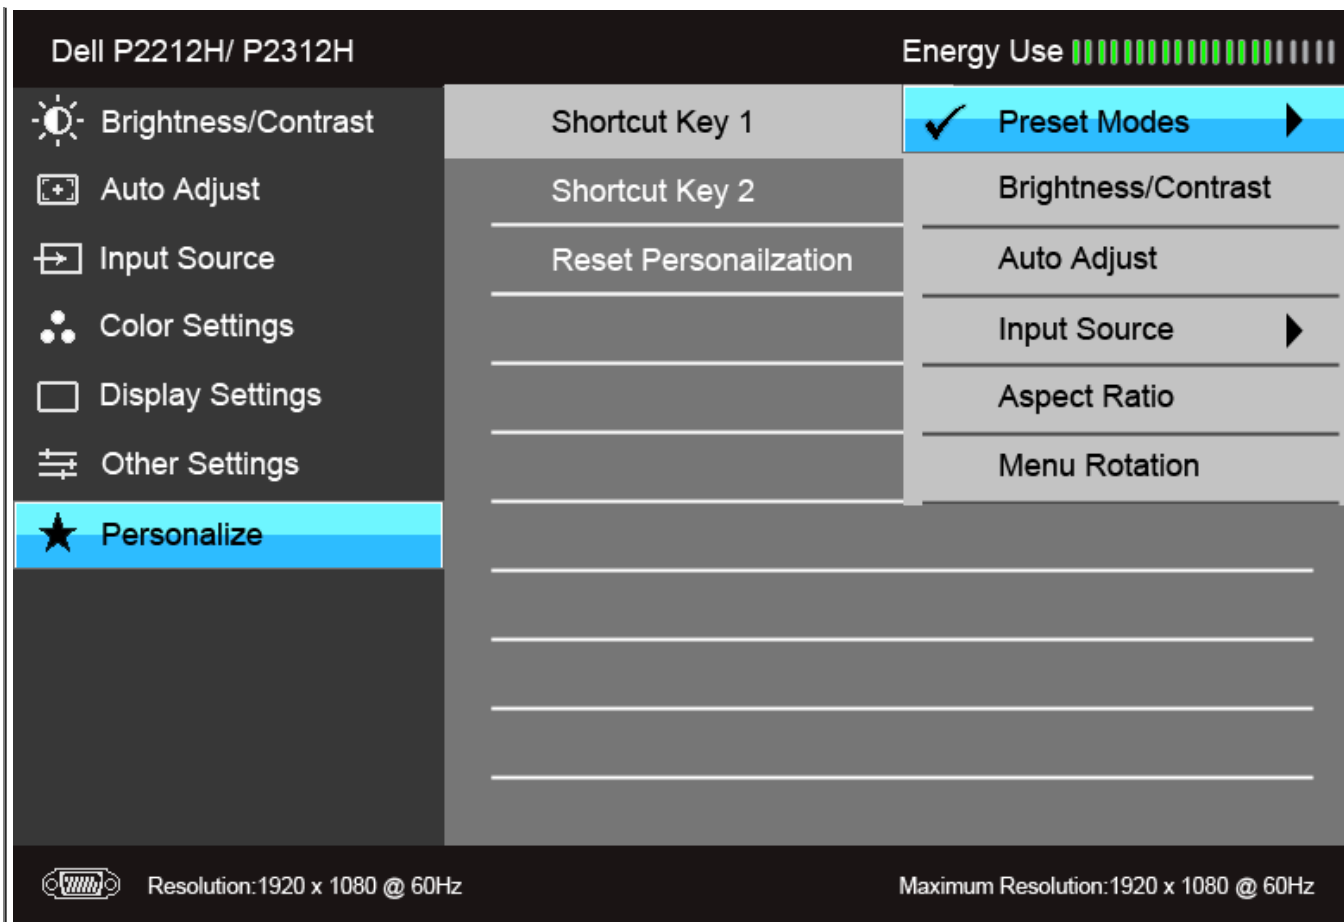 Dell P2212H/ P2312H
Energy Use
Brightness/Contrast
Auto Adjust
Input Source
Color Settings
Display Settings
Other Settings
Personalize
Shortcut Key 1
Shortcut Key 2
Reset Personailzation
Preset Modes
Brightness/Contrast
Auto Adjust
Input Source
Aspect Ratio
Menu Rotation
Resolution:1920 x 1080 @ 60Hz
Maximum Resolution:1920 x 1080 @ 60Hz